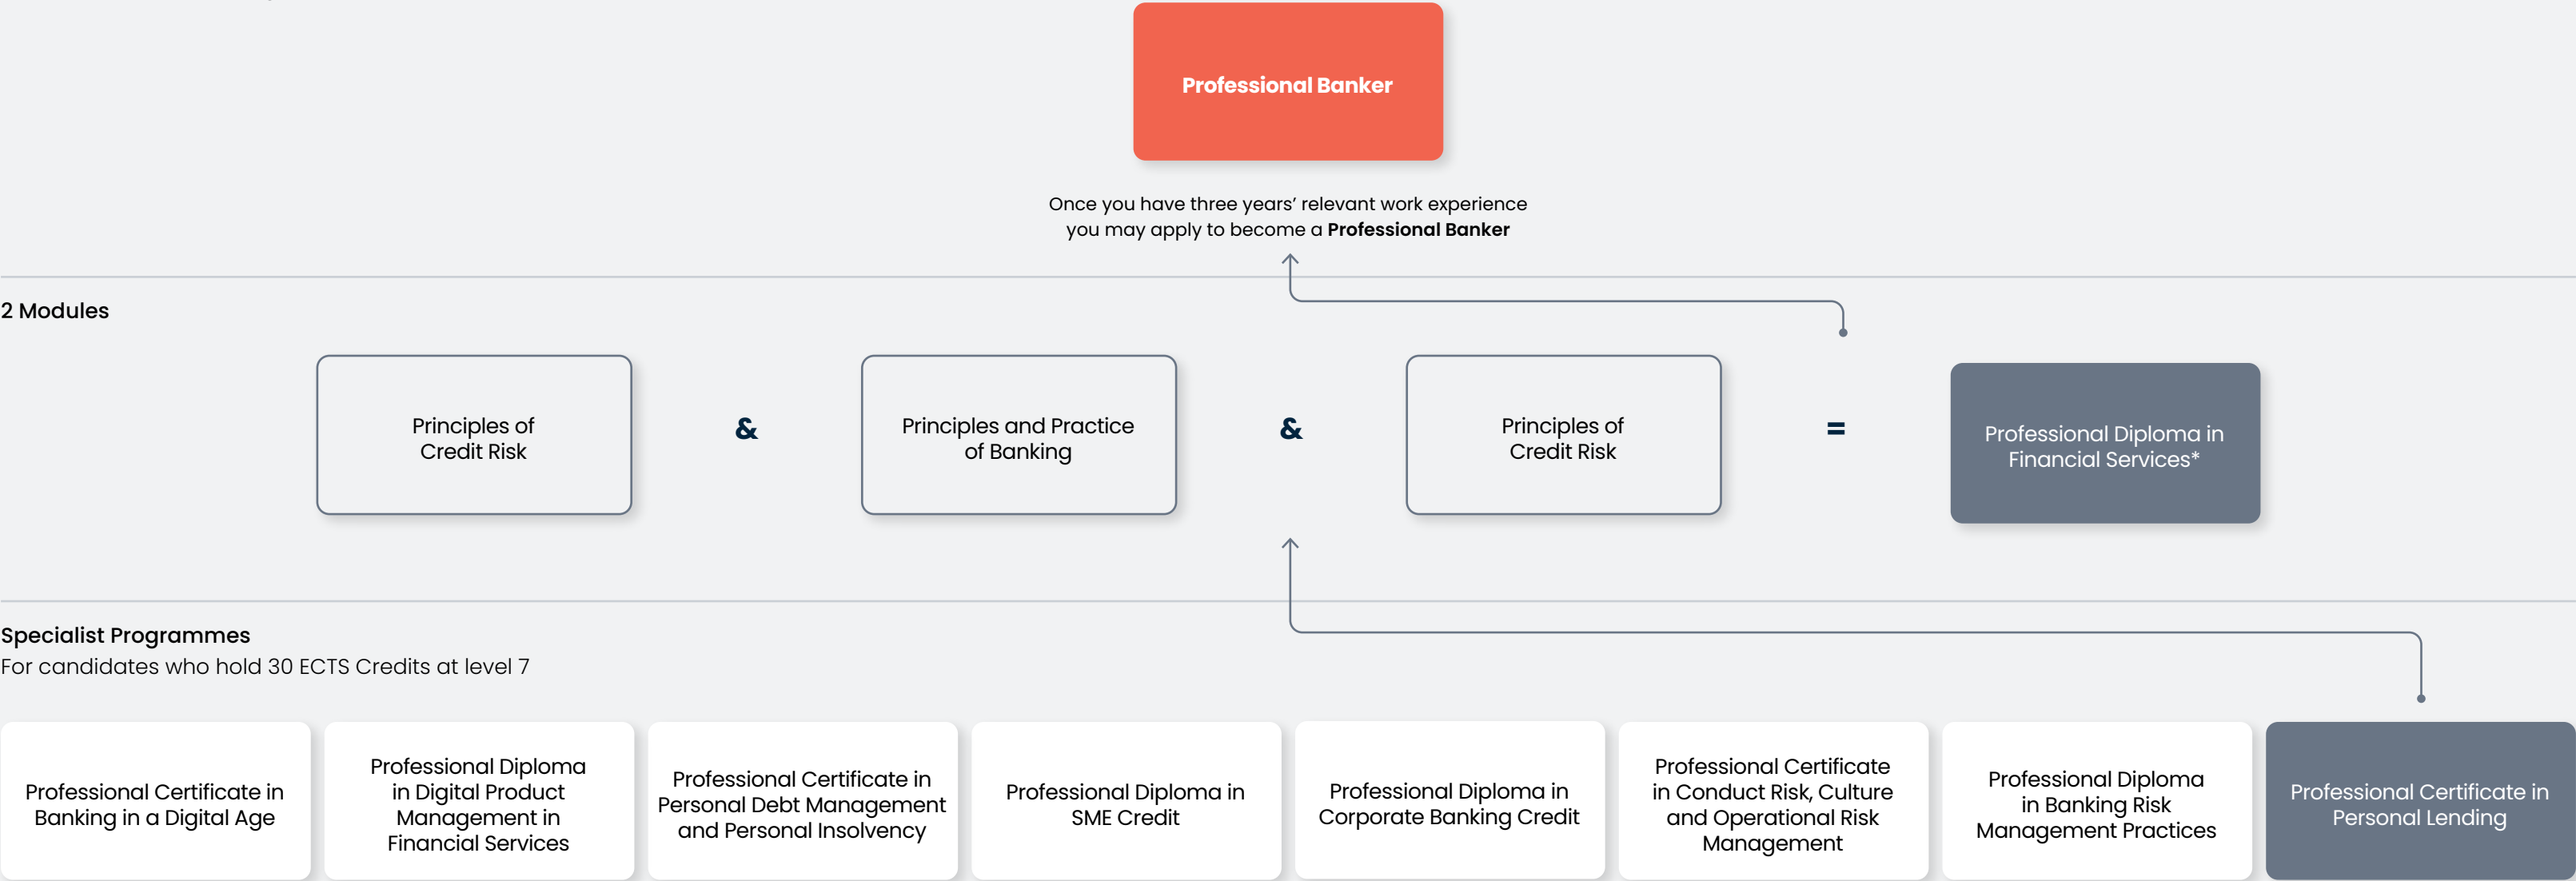 Professional Banker
Once you have three years’ relevant work experience
you may apply to become a Professional Banker
2 Modules
Principles of
Credit Risk
&
Principles and Practice
of Banking
&
Principles of
Credit Risk
=
Professional Diploma in
Financial Services*
Specialist Programmes
For candidates who hold 30 ECTS Credits at level 7
Professional Certificate in
Banking in a Digital Age
Professional Diploma
in Digital Product
Management in
Financial Services
Professional Certificate in
Personal Debt Management
and Personal Insolvency
Professional Diploma in
SME Credit
Professional Diploma in
Corporate Banking Credit
Professional Certificate
in Conduct Risk, Culture
and Operational Risk
Management
Professional Diploma
in Banking Risk
Management Practices
Professional Certificate in
Personal Lending